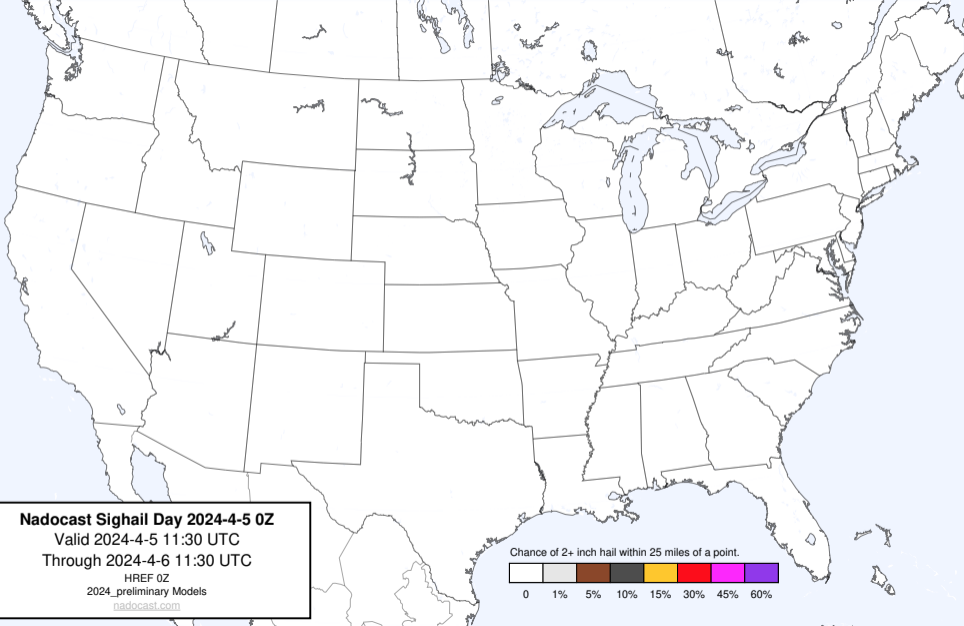 Nadocast Sighail Day 2024-4-5 0Z
Valid 2024-4-5 11:30 UTC
Through 2024-4-6 11:30 UTC
HREF 0Z
2024_preliminary Models
nadocast.com
Chance of 2+ inch hail within 25 miles of a point.
0 1% 5% 10% 15% 30% 45% 60%